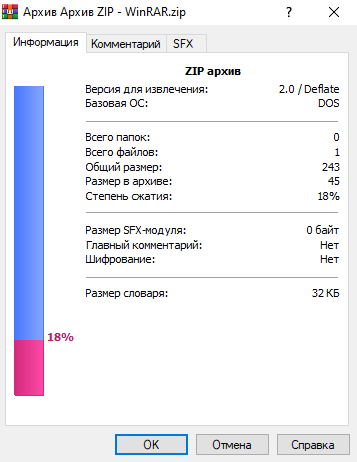 Архив Архив ZIP - WinRAR.zip ? ×
Информация Комментарий SFX
ZIP архив
Версия для извлечения: 2.0 / Deflate
Базовая ОС: DOS
Всего папок: 0
Всего файлов: 1
Общий размер: 243
Размер в архиве: 45
Степень сжатия: 18%
Размер SFX-модуля: 0 байт
Главный комментарий: Нет
Шифрование: Нет
Размер словаря: 32 КБ
18%
OK Отмена Справка